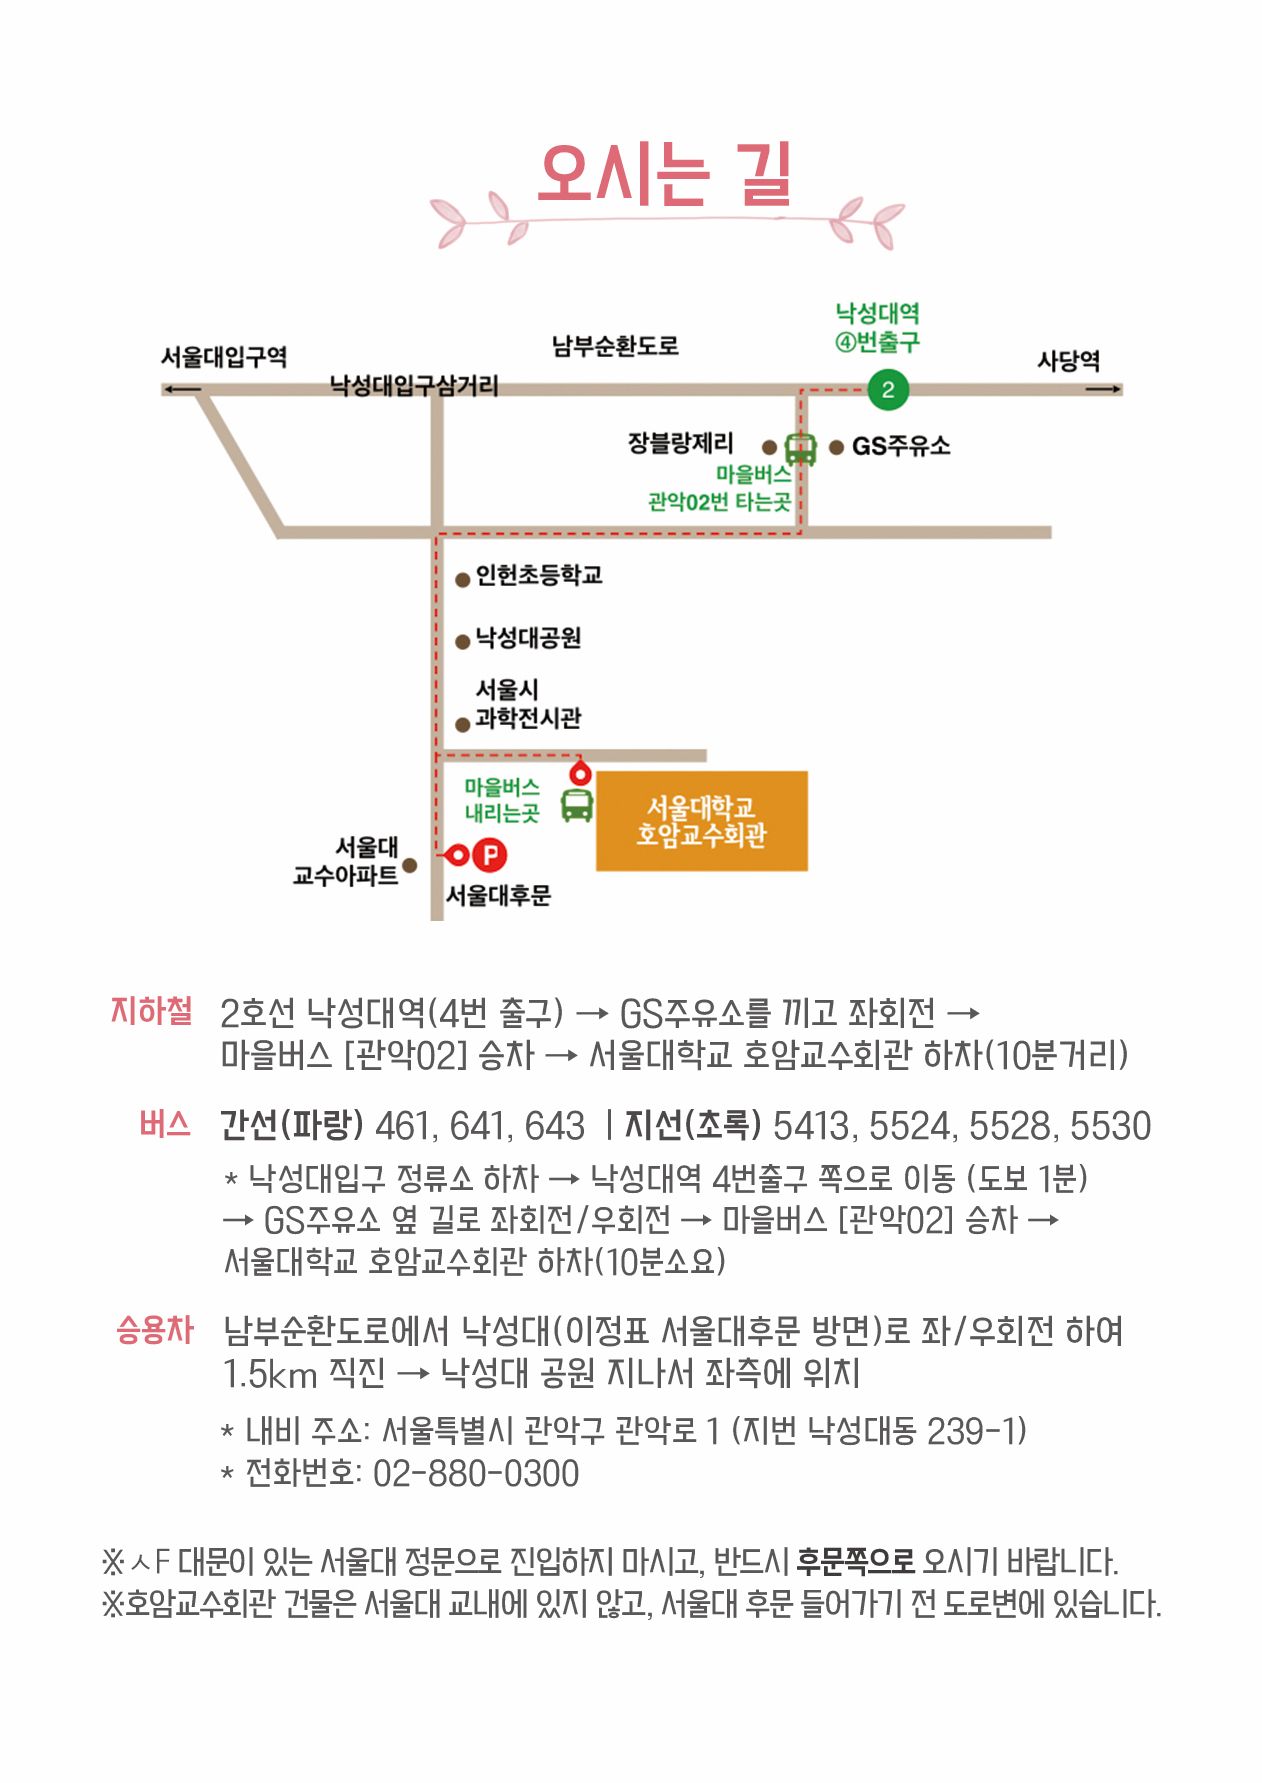 오시는 길
낙성대역
④번출구
서울대입구역
남부순환도로
사당역
낙성대입구삼거리
2
장블랑제리
GS주유소
마을버스
관악02번 타는곳
인헌초등학교
낙성대공원
서울시
과학전시관
마을버스
내리는곳
서울대학교
호암교수회관
서울대
교수아파트
P
서울대후문
지하철 2호선 낙성대역(4번 출구) → GS주유소를 끼고 좌회전 →
마을버스 [관악02] 승차 → 서울대학교 호암교수회관 하차(10분거리)
버스 간선(파랑) 461, 641, 643 | 지선(초록) 5413, 5524, 5528, 5530
* 낙성대입구 정류소 하차 → 낙성대역 4번출구 쪽으로 이동 (도보 1분)
→ GS주유소 옆 길로 좌회전/우회전 → 마을버스 [관악02] 승차 →
서울대학교 호암교수회관 하차(10분소요)
승용차 남부순환도로에서 낙성대(이정표 서울대후문 방면)로 좌/우회전 하여
1.5km 직진 → 낙성대 공원 지나서 좌측에 위치
* 내비 주소: 서울특별시 관악구 관악로 1 (지번 낙성대동 239-1)
* 전화번호: 02-880-0300
※ㅅF 대문이 있는 서울대 정문으로 진입하지 마시고, 반드시 후문쪽으로 오시기 바랍니다.
※호암교수회관 건물은 서울대 교내에 있지 않고, 서울대 후문 들어가기 전 도로변에 있습니다.